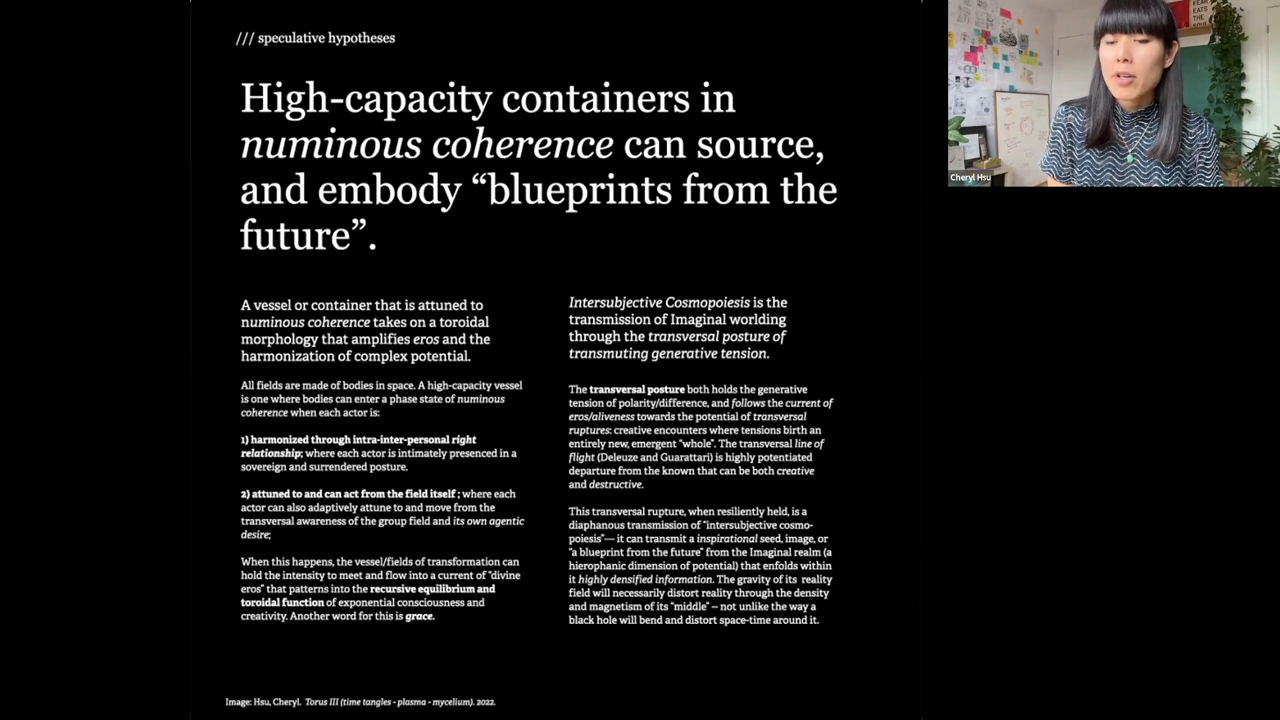 /// speculative hypotheses
High-capacity containers in
numinous coherence can source,
and embody “blueprints from the
future”.
A vessel or container that is attuned to
numinous coherence takes on a toroidal
morphology that amplifies eros and the
harmonization of complex potential.
All fields are made of bodies in space. A high-capacity vessel
is one where bodies can enter a phase state of numinous
coherence when each actor is:
1) harmonized through intra-inter-personal right
relationship; where each actor is intimately presenced in a
sovereign and surrendered posture.
2) attuned to and can act from the field itself ; where each
actor can also adaptively attune to and move from the
transversal awareness of the group field and its own agentic
desire;
When this happens, the vessel/fields of transformation can
hold the intensity to meet and flow into a current of "divine
eros" that patterns into the recursive equilibrium and
toroidal function of exponential consciousness and
creativity. Another word for this is grace.
Intersubjective Cosmopoiesis is the
transmission of Imaginal worlding
through the transversal posture of
transmuting generative tension.
The transversal posture both holds the generative
tension of polarity/difference, and follows the current of
eros/aliveness towards the potential of transversal
ruptures: creative encounters where tensions birth an
entirely new, emergent “whole”. The transversal line of
flight (Deleuze and Guarattari) is highly potentiated
departure from the known that can be both creative
and destructive.
This transversal rupture, when resiliently held, is a
diaphanous transmission of “intersubjective cosmo-
poiesis”— it can transmit a inspirational seed, image, or
“a blueprint from the future” from the Imaginal realm (a
hierophanic dimension of potential) that enfolds within
it highly densified information. The gravity of its reality
field will necessarily distort reality through the density
and magnetism of its “middle” – not unlike the way a
black hole will bend and distort space-time around it.
Image: Hsu, Cheryl. Torus III (time tangles - plasma - mycelium). 2022.
FEAR
EATS
THE
SOUL
Cheryl Hsu